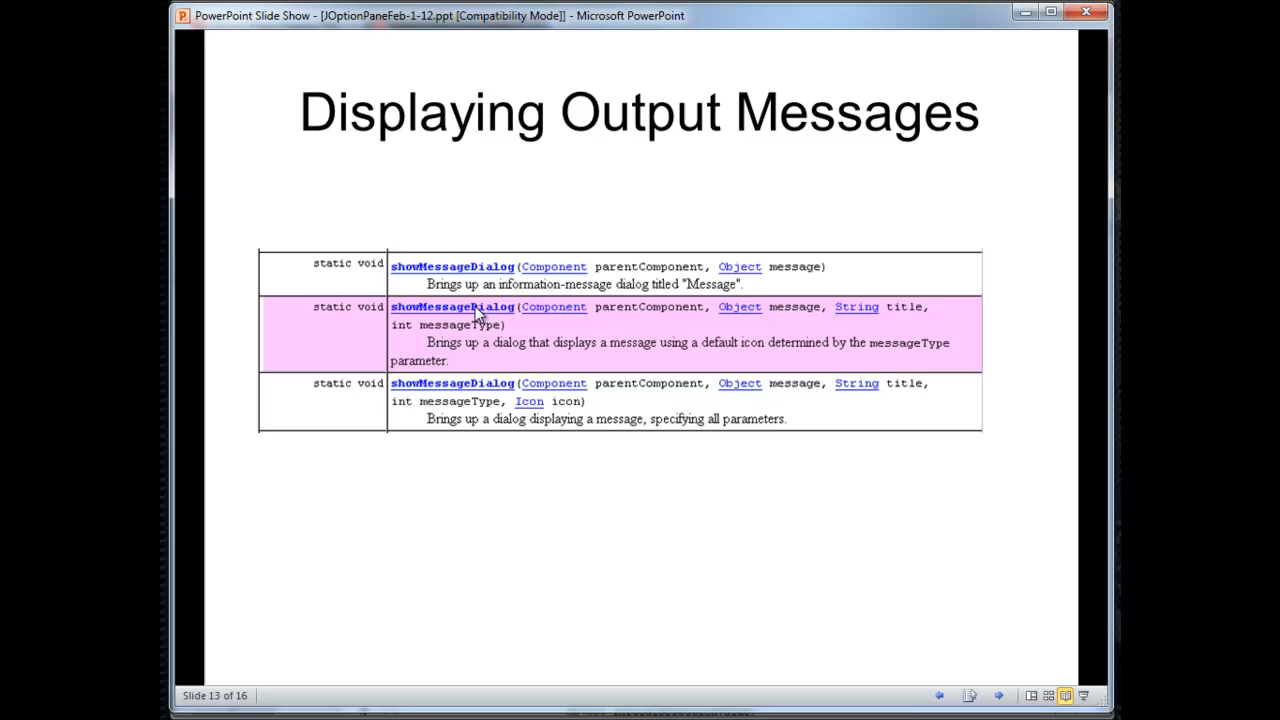 PowerPoint Slide Show - [JOptionPaneFeb-1-12.ppt [Compatibility Mode]] - Microsoft PowerPoint
Displaying Output Messages
static void showMessageDialog(Component parentComponent, Object message)
Brings up an information-message dialog titled "Message".
static void showMessageDialog(Component parentComponent, Object message, String title,
int messageType)
Brings up a dialog that displays a message using a default icon determined by the messageType
parameter.
static void showMessageDialog(Component parentComponent, Object message, String title,
int messageType, Icon icon)
Brings up a dialog displaying a message, specifying all parameters.
Slide 13 of 16